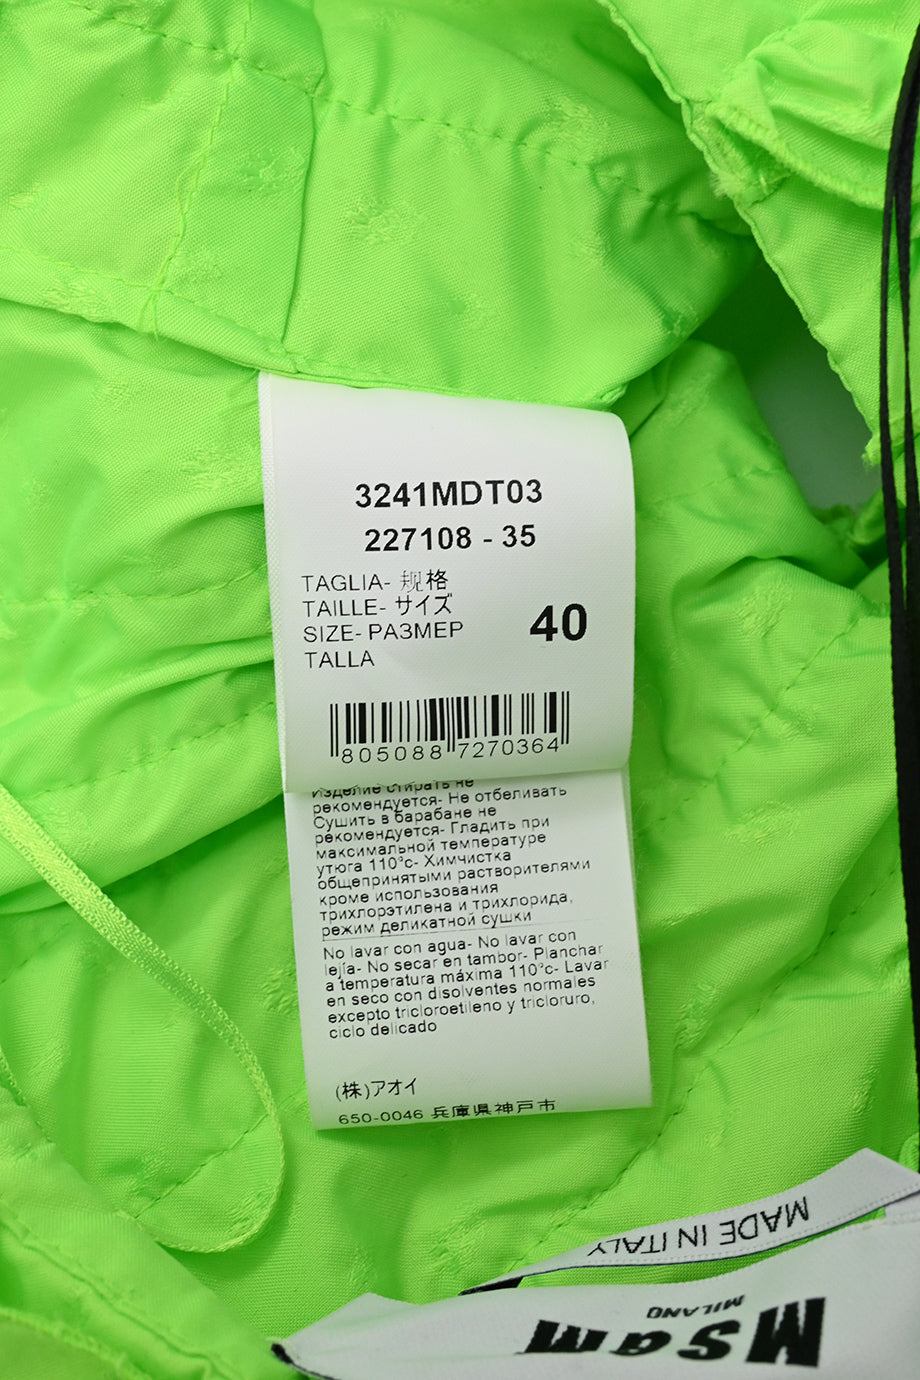 3241MDT03
227108 - 35
TAGLIA- 规格
TAILLE- サイズ
SIZE- РАЗМЕР
TALLA
40
805088 7270364
Изделие стирать не
рекомендуется- Не отбеливать
Сушить в барабане не
рекомендуется- Гладить при
максимальной температуре
утюга 110°c- Химчистка
общепринятыми растворителями
кроме использования
трихлорэтилена и трихлорида,
режим деликатной сушки
No lavar con agua- No lavar con
lejía- No secar en tambor- Planchar
a temperatura máxima 110°c- Lavar
en seco con disolventes normales
excepto tricloroetileno y tricloruro,
ciclo delicado
(株)アオイ
650-0046 兵庫県神戸市
MADE IN ITALY
MSGM
MILANO